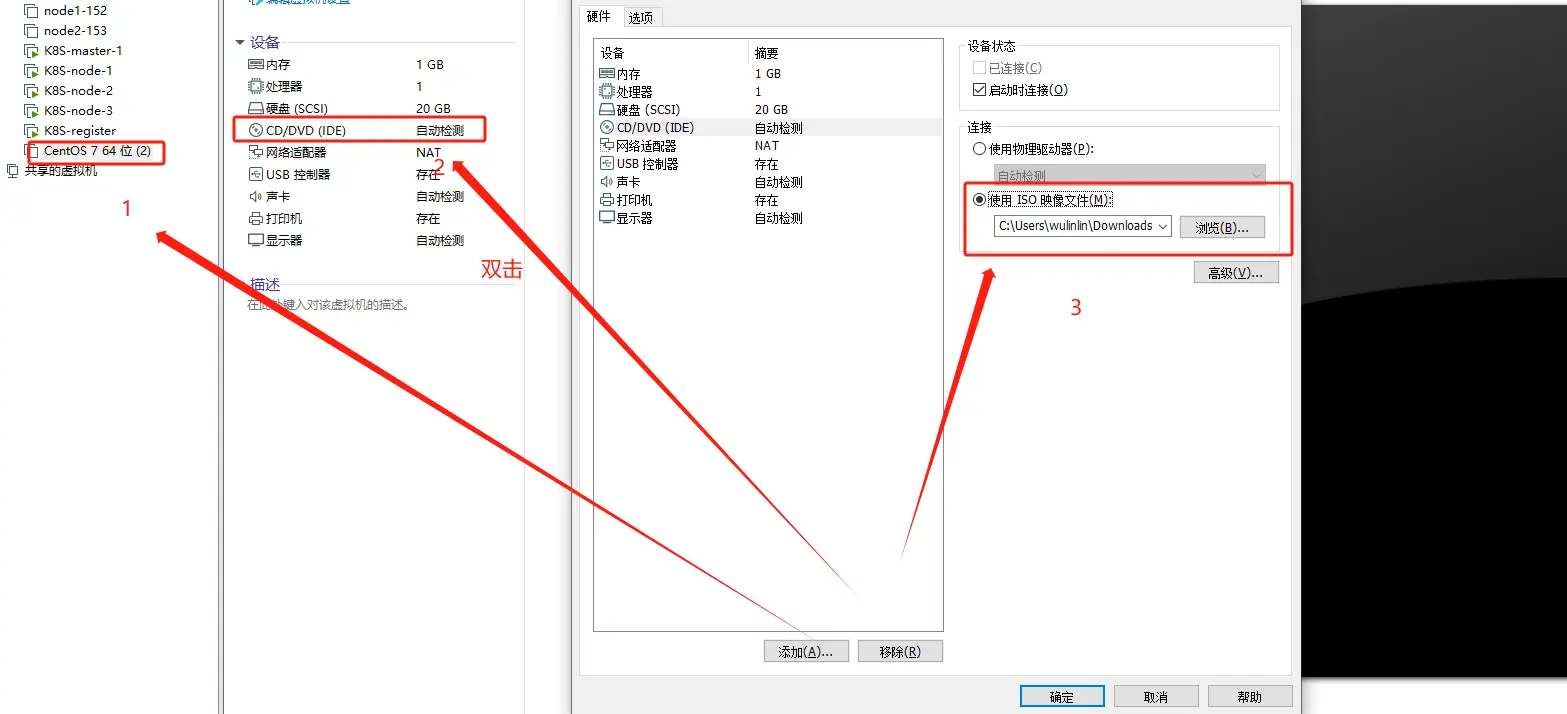 node1-152
node2-153
K8S-master-1
K8S-node-1
K8S-node-2
K8S-node-3
K8S-register
CentOS 7 64 位 (2)
共享的虚拟机
1
编辑虚拟机设置
设备
内存 1 GB
处理器 1
硬盘 (SCSI) 20 GB
CD/DVD (IDE) 自动检测
网络适配器 NAT
2
USB 控制器 存在
声卡 自动检测
打印机 存在
显示器 自动检测
双击
描述
在此处键入对该虚拟机的描述。
硬件 选项
设备 摘要
内存 1 GB
处理器 1
硬盘 (SCSI) 20 GB
CD/DVD (IDE) 自动检测
网络适配器 NAT
USB 控制器 存在
声卡 自动检测
打印机 存在
显示器 自动检测
添加(A)... 移除(R)
设备状态
已连接(C)
启动时连接(O)
连接
使用物理驱动器(P):
自动检测
使用 ISO 映像文件(M):
C:\Users\wulinlin\Downloads 浏览(B)...
高级(V)...
3
确定 取消 帮助